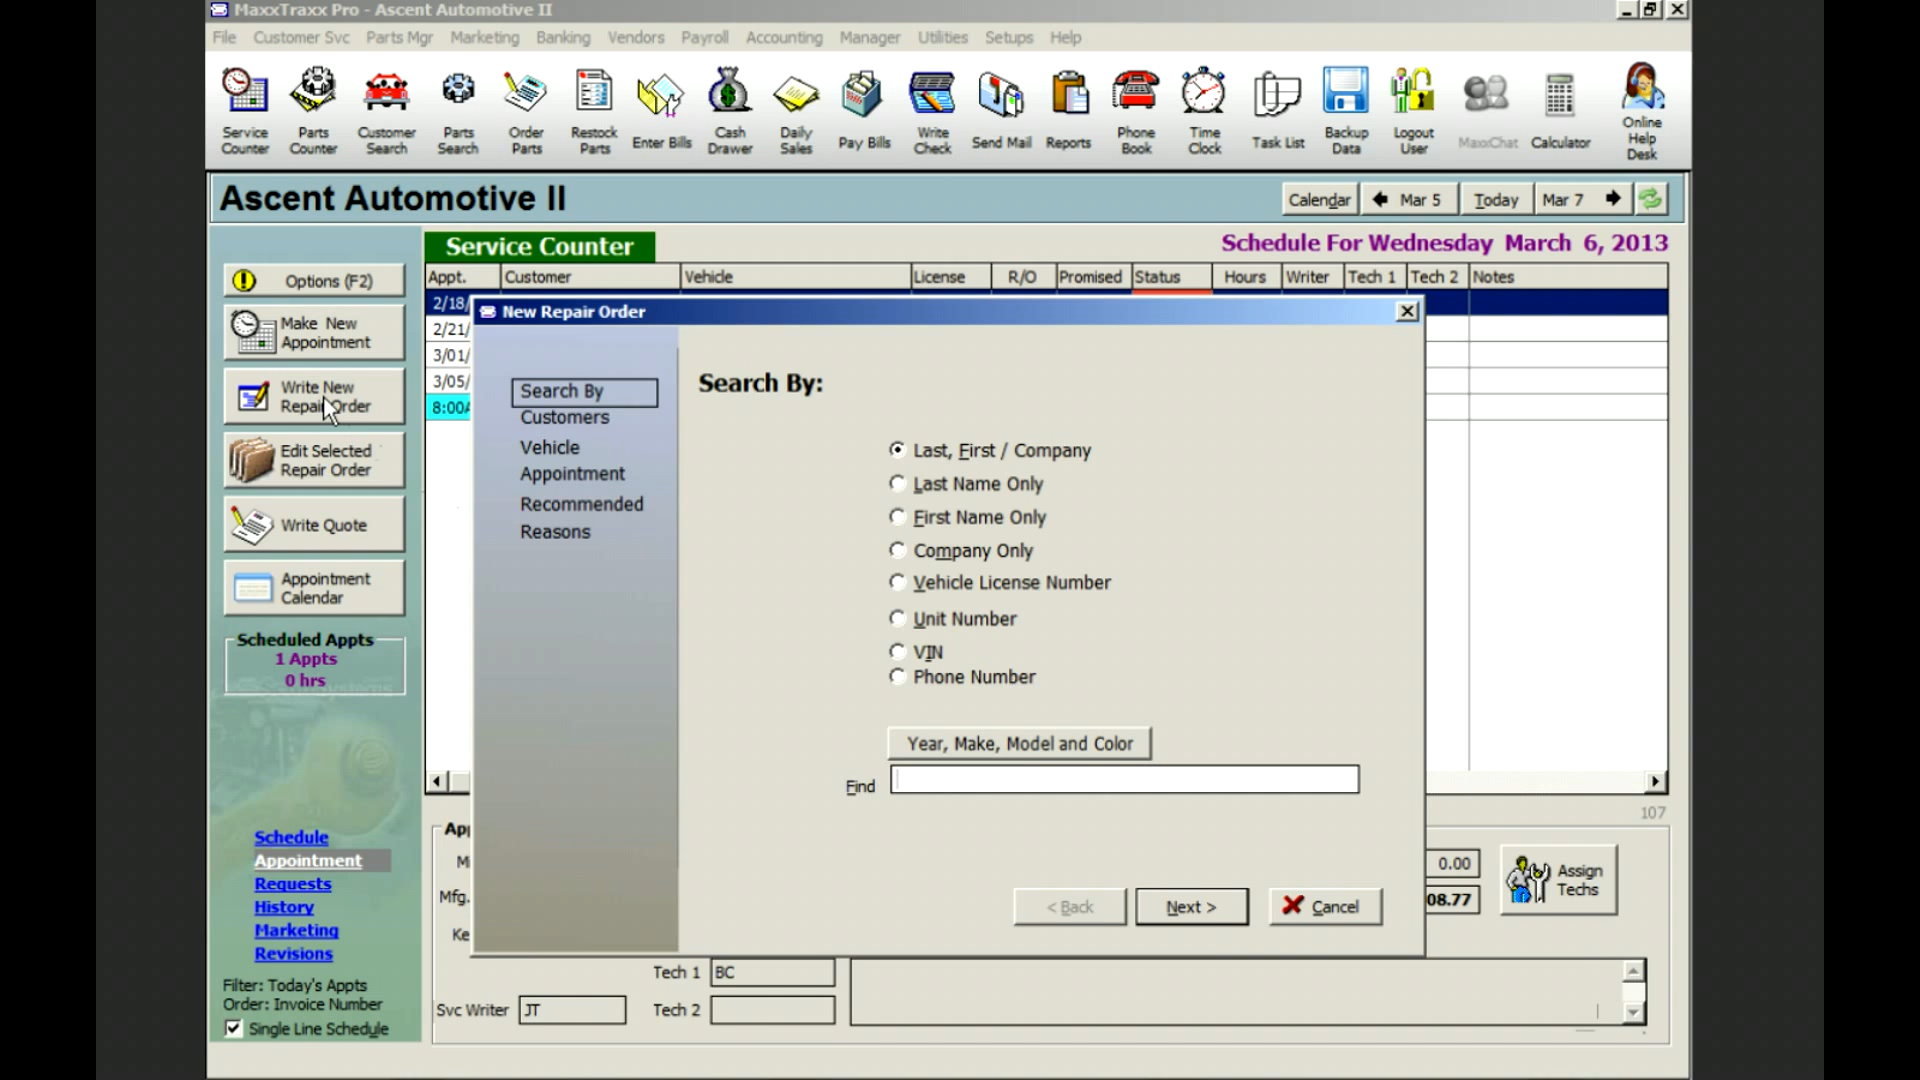 MaxxTraxx Pro - Ascent Automotive II
File Customer Svc Parts Mgr Marketing Banking Vendors Payroll Accounting Manager Utilities Setups Help
Service Counter
Parts Counter
Customer Search
Parts Search
Order Parts
Restock Parts
Enter Bills
Cash Drawer
Daily Sales
Pay Bills
Write Check
Send Mail
Reports
Phone Book
Time Clock
Task List
Backup Data
Logout User
MaxxChat
Calculator
Online Help Desk
Ascent Automotive II
Calendar Mar 5 Today Mar 7
Service Counter
Schedule For Wednesday March 6, 2013
Appt. Customer Vehicle License R/O Promised Status Hours Writer Tech 1 Tech 2 Notes
2/18/
2/21/
3/01/
3/05/
8:00A
Options (F2)
Make New
Appointment
Write New
Repair Order
Edit Selected
Repair Order
Write Quote
Appointment
Calendar
Scheduled Appts
1 Appts
0 hrs
Schedule
Appointment
Requests
History
Marketing
Revisions
Filter: Today's Appts
Order: Invoice Number
Single Line Schedule
New Repair Order
Search By
Customers
Vehicle
Appointment
Recommended
Reasons
Search By:
Last, First / Company
Last Name Only
First Name Only
Company Only
Vehicle License Number
Unit Number
VIN
Phone Number
Year, Make, Model and Color
Find
< Back Next > Cancel
107
App
M
Mfg.
Ke
0.00
08.77
Assign
Techs
Tech 1 BC
Svc Writer JT Tech 2